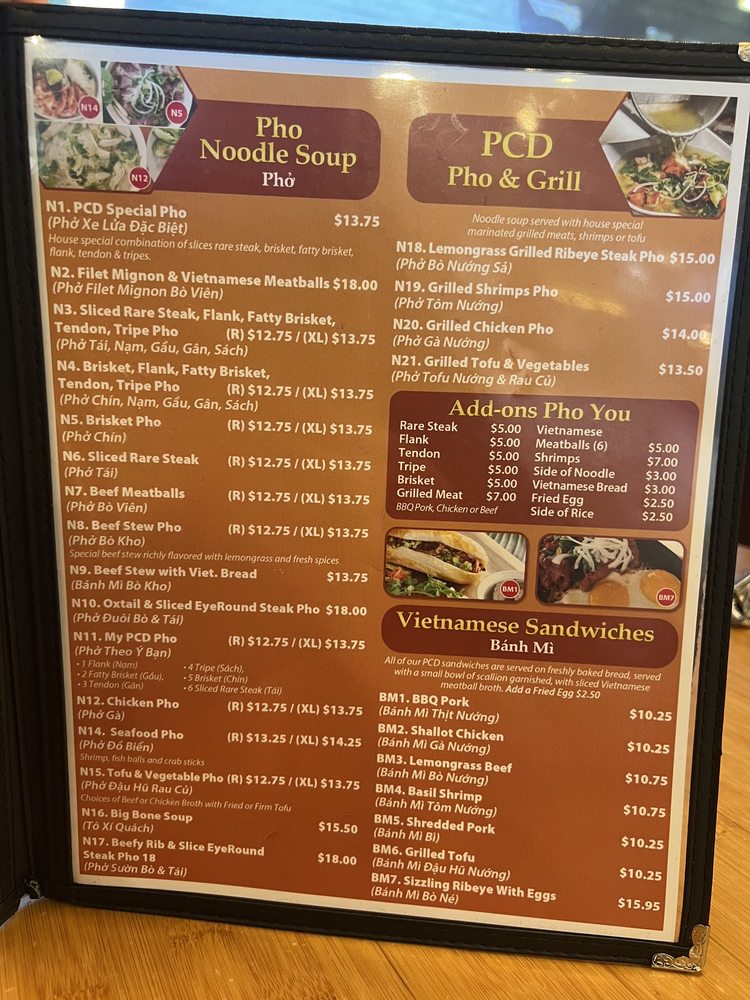 N14
N5
N12
Pho
Noodle Soup
Phở
N1. PCD Special Pho $13.75
(Phở Xe Lửa Đặc Biệt)
House special combination of slices rare steak, brisket, fatty brisket,
flank, tendon & tripes.
N2. Filet Mignon & Vietnamese Meatballs $18.00
(Phở Filet Mignon Bò Viên)
N3. Sliced Rare Steak, Flank, Fatty Brisket,
Tendon, Tripe Pho (R) $12.75 / (XL) $13.75
(Phở Tái, Nạm, Gầu, Gân, Sách)
N4. Brisket, Flank, Fatty Brisket,
Tendon, Tripe Pho (R) $12.75 / (XL) $13.75
(Phở Chín, Nạm, Gầu, Gân, Sách)
N5. Brisket Pho (R) $12.75 / (XL) $13.75
(Phở Chín)
N6. Sliced Rare Steak (R) $12.75 / (XL) $13.75
(Phở Tái)
N7. Beef Meatballs (R) $12.75 / (XL) $13.75
(Phở Bò Viên)
N8. Beef Stew Pho (R) $12.75 / (XL) $13.75
(Phở Bò Kho)
Special beef stew richly flavored with lemongrass and fresh spices
N9. Beef Stew with Viet. Bread $13.75
(Bánh Mì Bò Kho)
N10. Oxtail & Sliced EyeRound Steak Pho $18.00
(Phở Đuôi Bò & Tái)
N11. My PCD Pho (R) $12.75 / (XL) $13.75
(Phở Theo Ý Bạn)
• 1 Flank (Nạm) • 4 Tripe (Sách),
• 2 Fatty Brisket (Gầu), • 5 Brisket (Chín)
• 3 Tendon (Gân) • 6 Sliced Rare Steak (Tái)
N12. Chicken Pho (R) $12.75 / (XL) $13.75
(Phở Gà)
N14. Seafood Pho (R) $13.25 / (XL) $14.25
(Phở Đồ Biển)
Shrimp, fish balls and crab sticks
N15. Tofu & Vegetable Pho (R) $12.75 / (XL) $13.75
(Phở Đậu Hũ Rau Củ)
Choices of Beef or Chicken Broth with Fried or Firm Tofu
N16. Big Bone Soup $15.50
(Tô Xí Quách)
N17. Beefy Rib & Slice EyeRound
Steak Pho 18 $18.00
(Phở Sườn Bò & Tái)
PCD
Pho & Grill
Noodle soup served with house special
marinated grilled meats, shrimps or tofu
N18. Lemongrass Grilled Ribeye Steak Pho $15.00
(Phở Bò Nướng Sả)
N19. Grilled Shrimps Pho $15.00
(Phở Tôm Nướng)
N20. Grilled Chicken Pho $14.00
(Phở Gà Nướng)
N21. Grilled Tofu & Vegetables $13.50
(Phở Tofu Nướng & Rau Củ)
Add-ons Pho You
Rare Steak $5.00
Flank $5.00
Tendon $5.00
Tripe $5.00
Brisket $5.00
Grilled Meat $7.00
BBQ Pork, Chicken or Beef
Vietnamese
Meatballs (6) $5.00
Shrimps $7.00
Side of Noodle $3.00
Vietnamese Bread $3.00
Fried Egg $2.50
Side of Rice $2.50
BM1
BM7
Vietnamese Sandwiches
Bánh Mì
All of our PCD sandwiches are served on freshly baked bread, served
with a small bowl of scallion garnished, with sliced Vietnamese
meatball broth. Add a Fried Egg $2.50
BM1. BBQ Pork $10.25
(Bánh Mì Thịt Nướng)
BM2. Shallot Chicken $10.25
(Bánh Mì Gà Nướng)
BM3. Lemongrass Beef $10.75
(Bánh Mì Bò Nướng)
BM4. Basil Shrimp $10.75
(Bánh Mì Tôm Nướng)
BM5. Shredded Pork $10.25
(Bánh Mì Bì)
BM6. Grilled Tofu $10.25
(Bánh Mì Đậu Hũ Nướng)
BM7. Sizzling Ribeye With Eggs $15.95
(Bánh Mì Bò Né)